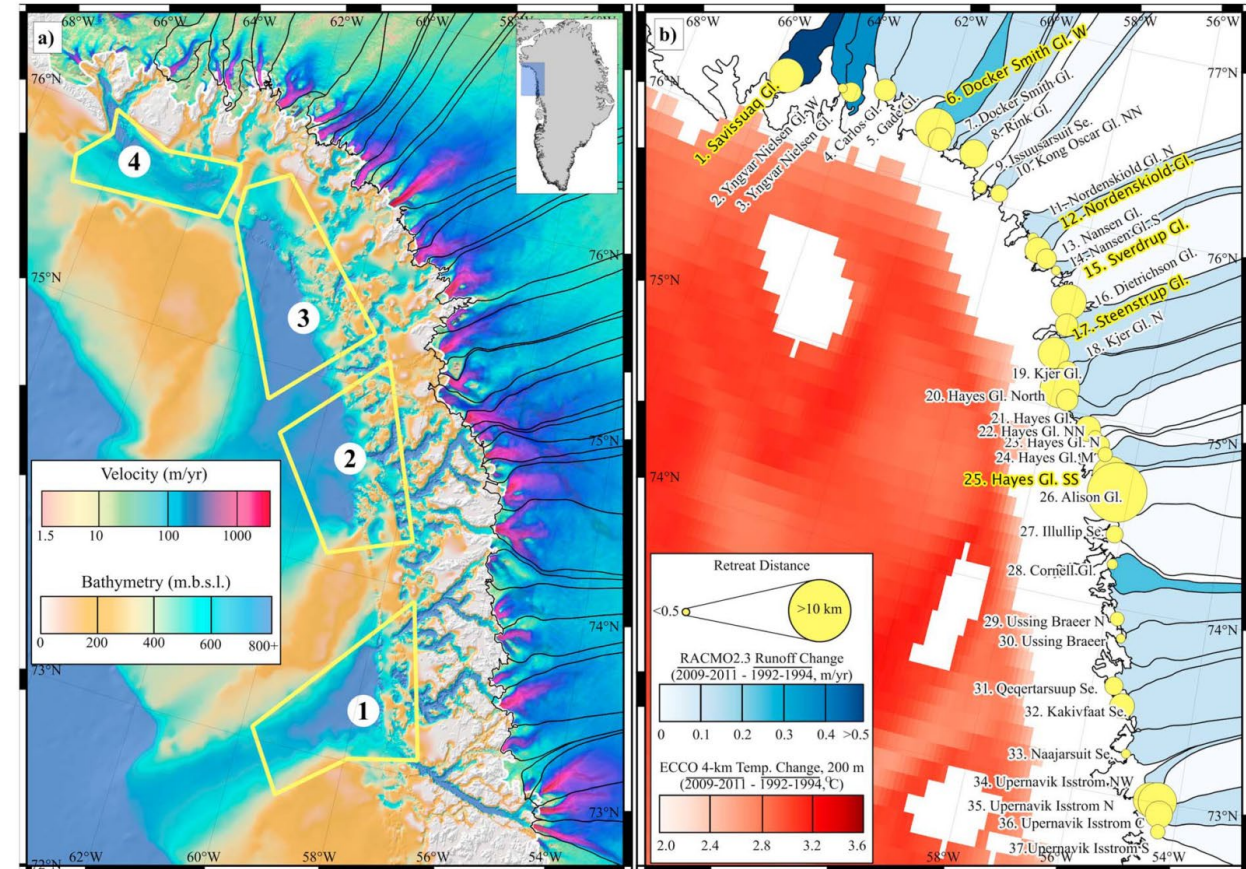 68°W
66°W
64°W
62°W
60°W
58°W
56°W
a)
76°N
75°N
74°N
73°N
72°N
77°N
76°N
75°N
74°N
73°N
4
3
2
1
Velocity (m/yr)
1.5 10 100 1000
Bathymetry (m.b.s.l.)
0 200 400 600 800+
62°W
60°W
58°W
56°W
54°W
68°W
66°W
64°W
62°W
60°W
58°W
56°W
b)
76°N
75°N
74°N
77°N
76°N
75°N
74°N
73°N
1. Savissuaq Gl.
2. Yngvar Nielsen Gl. W
3. Yngvar Nielsen Gl.
4. Carlos Gl.
5. Gade Gl.
6. Docker Smith Gl. W
7. Docker Smith Gl.
8. Rink Gl.
9. Issuusarsuit Se.
10. Kong Oscar Gl. NN
11. Nordenskiold Gl. N
12. Nordenskiold Gl.
13. Nansen Gl.
14. Nansen Gl. S
15. Sverdrup Gl.
16. Dietrichson Gl.
17. Steenstrup Gl.
18. Kjer Gl. N
19. Kjer Gl.
20. Hayes Gl. North
21. Hayes Gl.
22. Hayes Gl. NN
23. Hayes Gl. N
24. Hayes Gl. M
25. Hayes Gl. SS
26. Alison Gl.
27. Illullip Se.
28. Cornell Gl.
29. Ussing Braeer N
30. Ussing Braeer
31. Qeqertarsuup Se.
32. Kakivfaat Se.
33. Naajarsuit Se.
34. Upernavik Isstrom NW
35. Upernavik Isstrom N
36. Upernavik Isstrom C
37. Upernavik Isstrom S
Retreat Distance
<0.5 >10 km
RACMO2.3 Runoff Change
(2009-2011 - 1992-1994, m/yr)
0 0.1 0.2 0.3 0.4 >0.5
ECCO 4-km Temp. Change, 200 m
(2009-2011 - 1992-1994,°C)
2.0 2.4 2.8 3.2 3.6
58°W
56°W
54°W